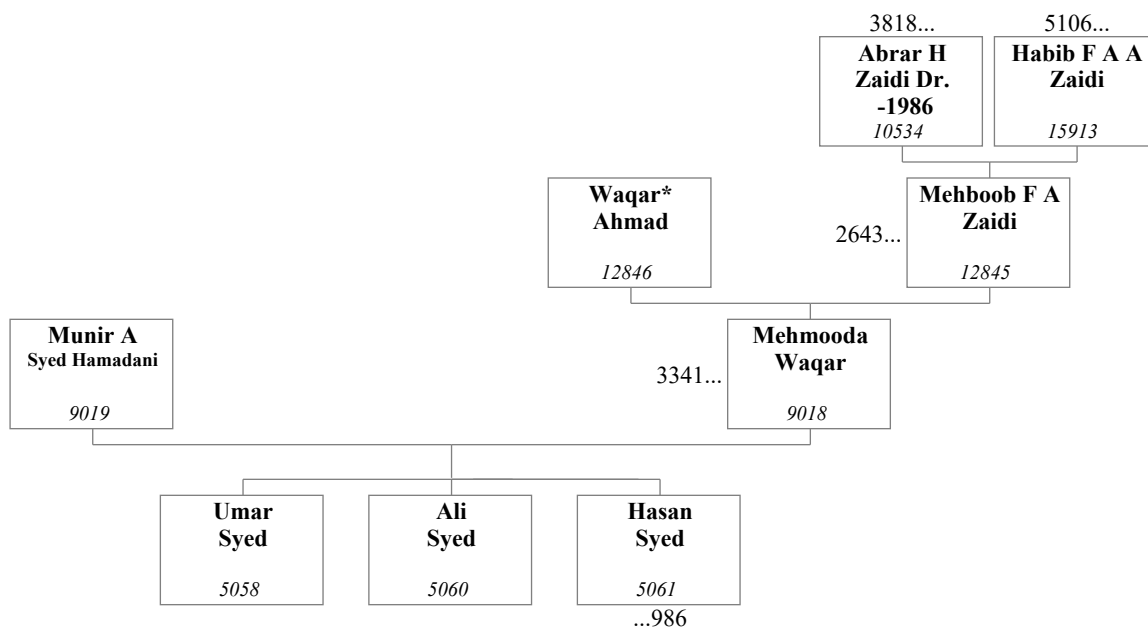 3818...
Abrar H
Zaidi Dr.
-1986
10534
5106...
Habib F A A
Zaidi
15913
Waqar*
Ahmad
12846
2643...
Mehboob F A
Zaidi
12845
Munir A
Syed Hamadani
9019
3341...
Mehmooda
Waqar
9018
Umar
Syed
5058
Ali
Syed
5060
Hasan
Syed
5061
...986